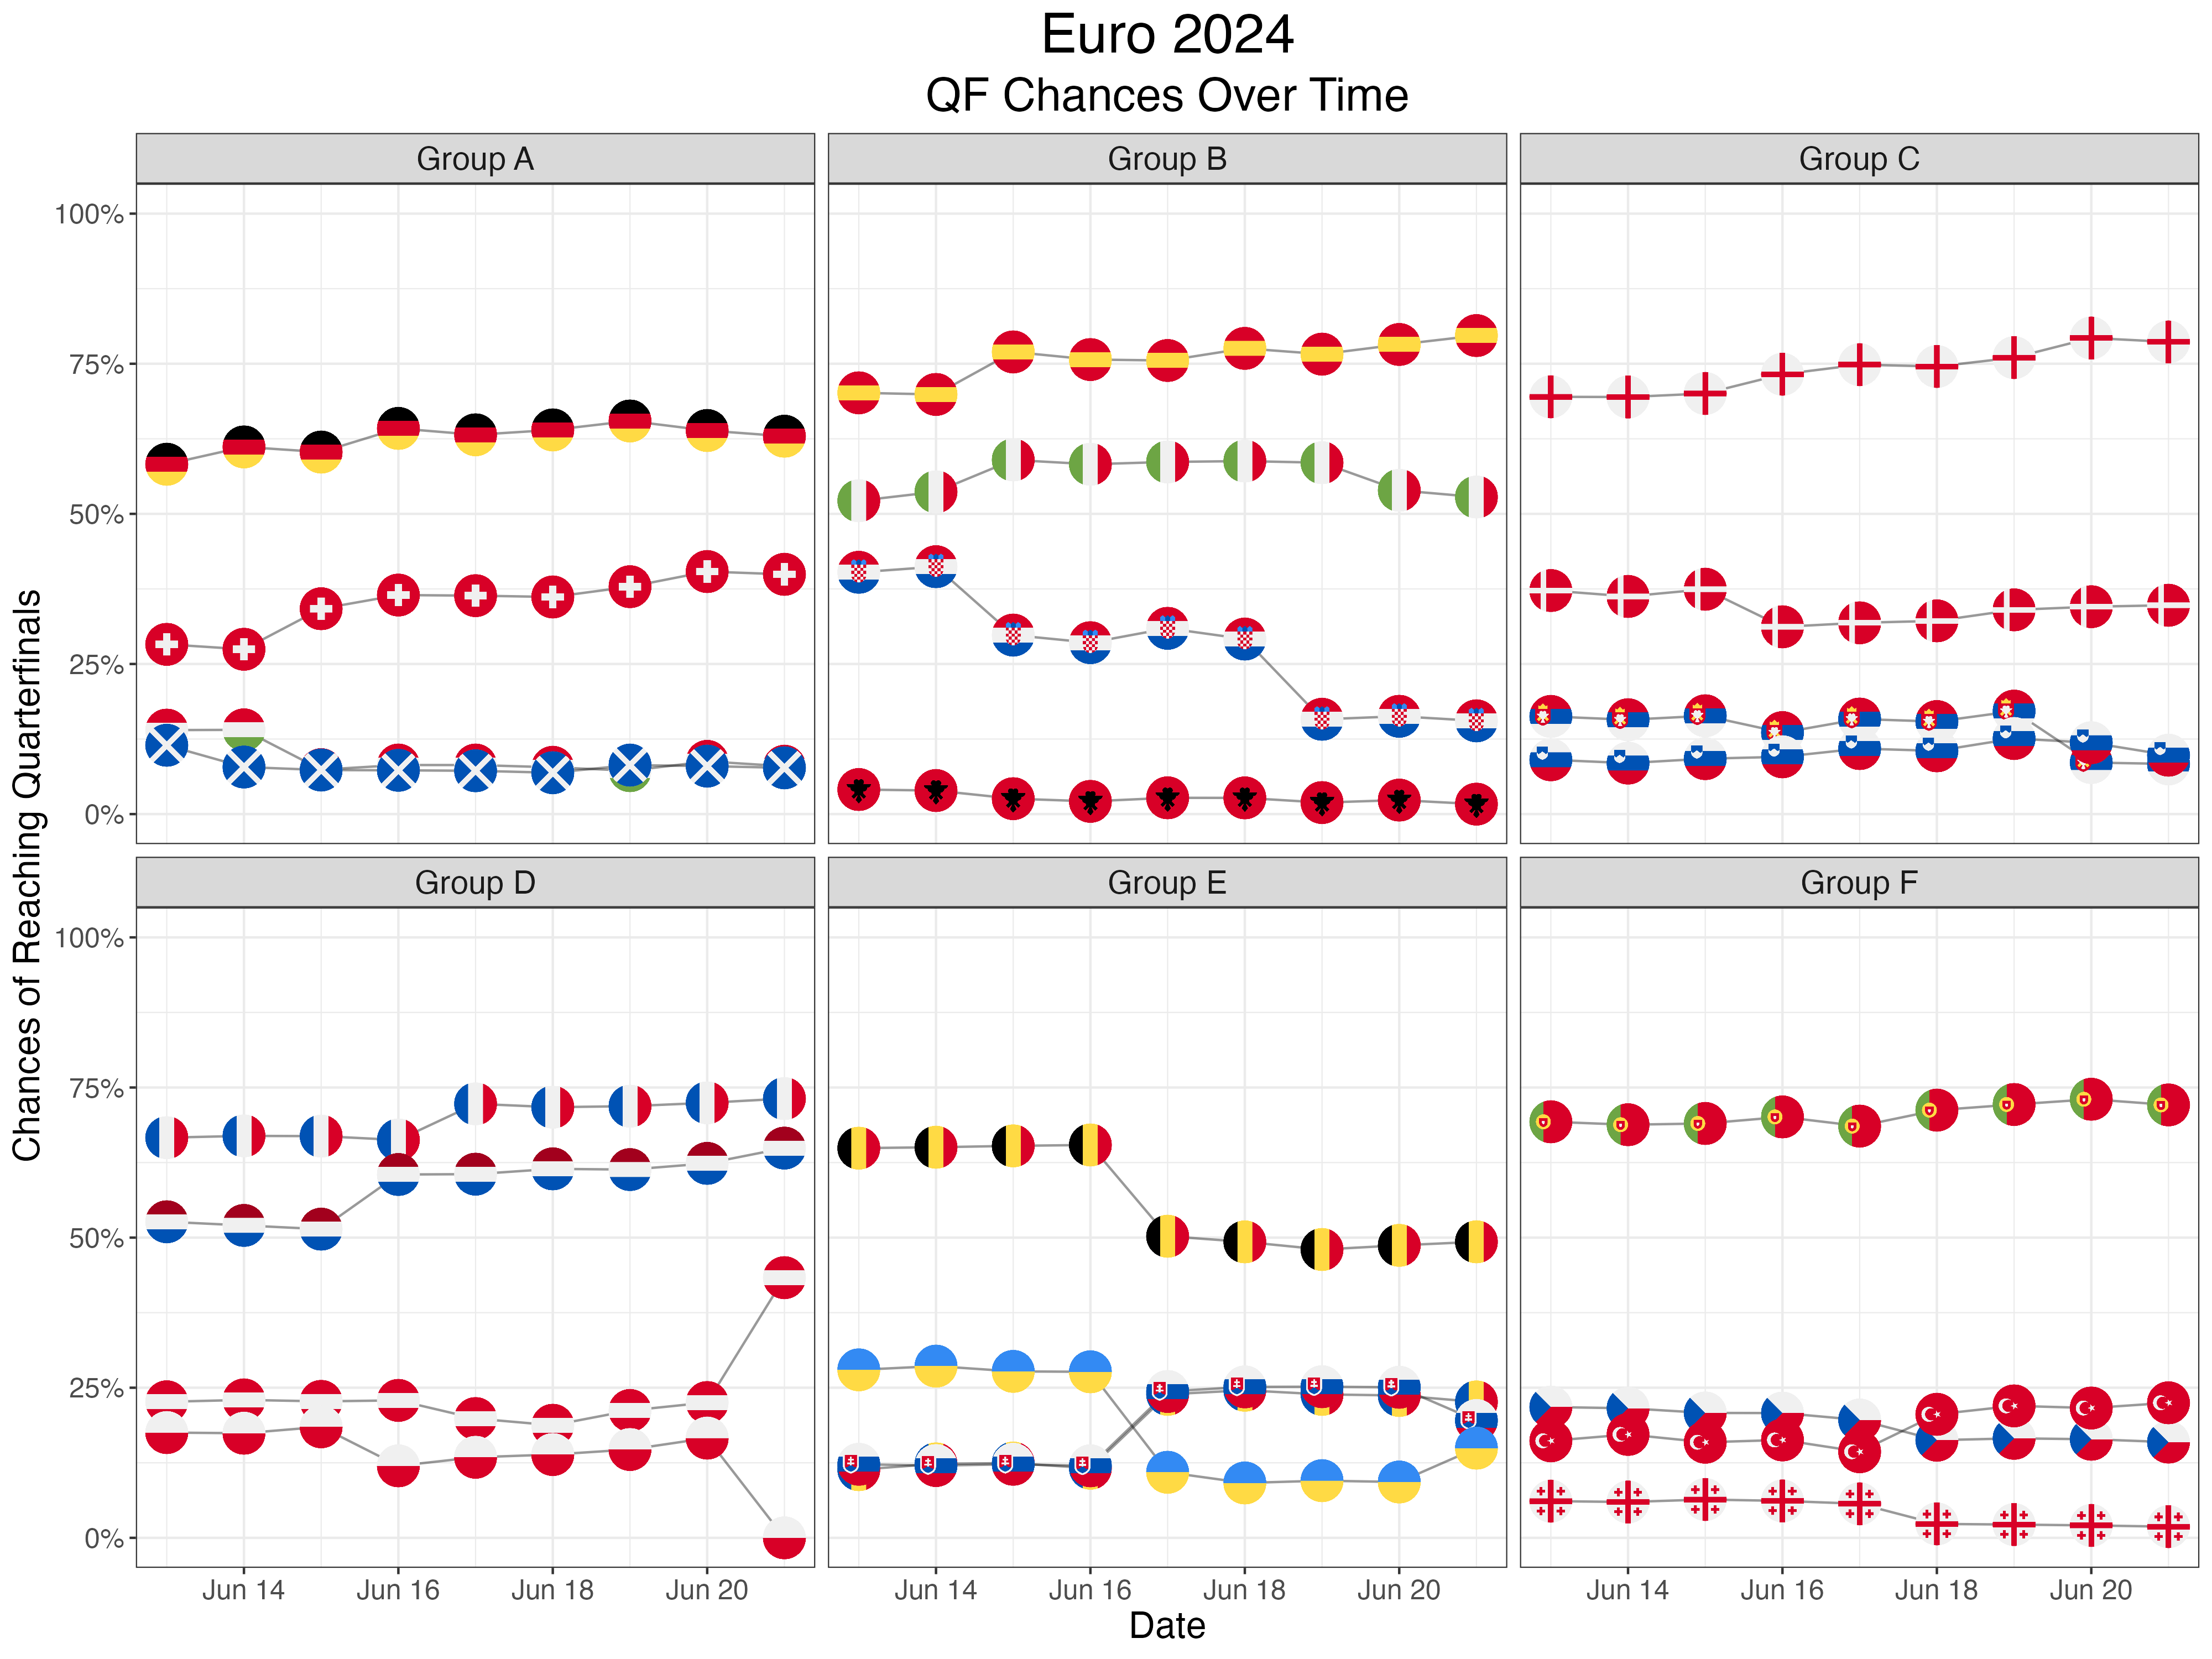 Euro 2024
QF Chances Over Time
Group A
Group B
Group C
100%
75%
50%
25%
0%
Chances of Reaching Quarterfinals
Group D
Group E
Group F
100%
75%
50%
25%
0%
Jun 14 Jun 16 Jun 18 Jun 20
Jun 14 Jun 16 Jun 18 Jun 20
Jun 14 Jun 16 Jun 18 Jun 20
Date